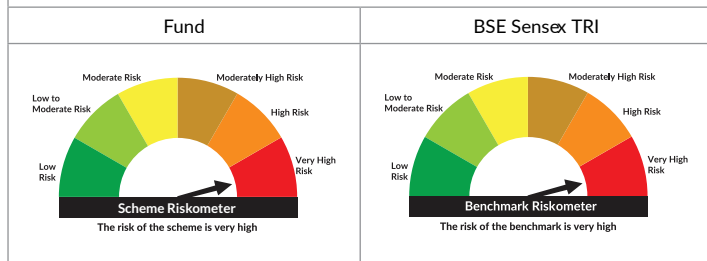 Fund
BSE Sensex TRI
Moderate Risk
Moderately High Risk
Low to
Moderate Risk
High Risk
Low
Risk
Very High
Risk
Scheme Riskometer
The risk of the scheme is very high
Moderate Risk
Moderately High Risk
Low to
Moderate Risk
High Risk
Low
Risk
Very High
Risk
Benchmark Riskometer
The risk of the benchmark is very high